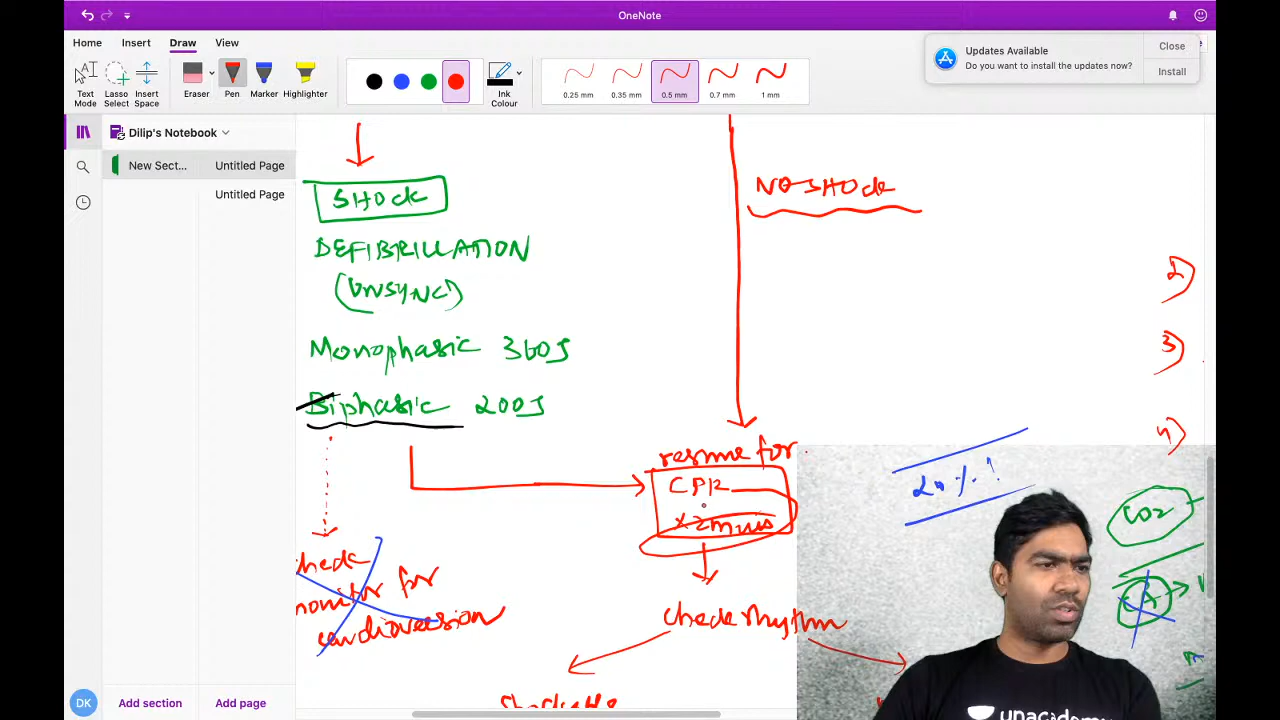 OneNote
Home Insert Draw View
Updates Available
Do you want to install the updates now?
Close
Install
Text Mode
Lasso Select
Insert Space
Eraser
Pen
Marker
Highlighter
Ink Colour
0.25 mm
0.35 mm
0.5 mm
0.7 mm
1 mm
Dilip's Notebook
New Sect...
Untitled Page
Untitled Page
SHOCK
NO SHOCK
DEFIBRILLATION
(UNSYNC)
Monophasic 360J
Biphasic 200J
2)
3)
4)
resume for
CPR
x2mins
20%!
CO2
check
monitor for
cardioversion
check rhythm
Shockable
unacademy
DK
Add section
Add page